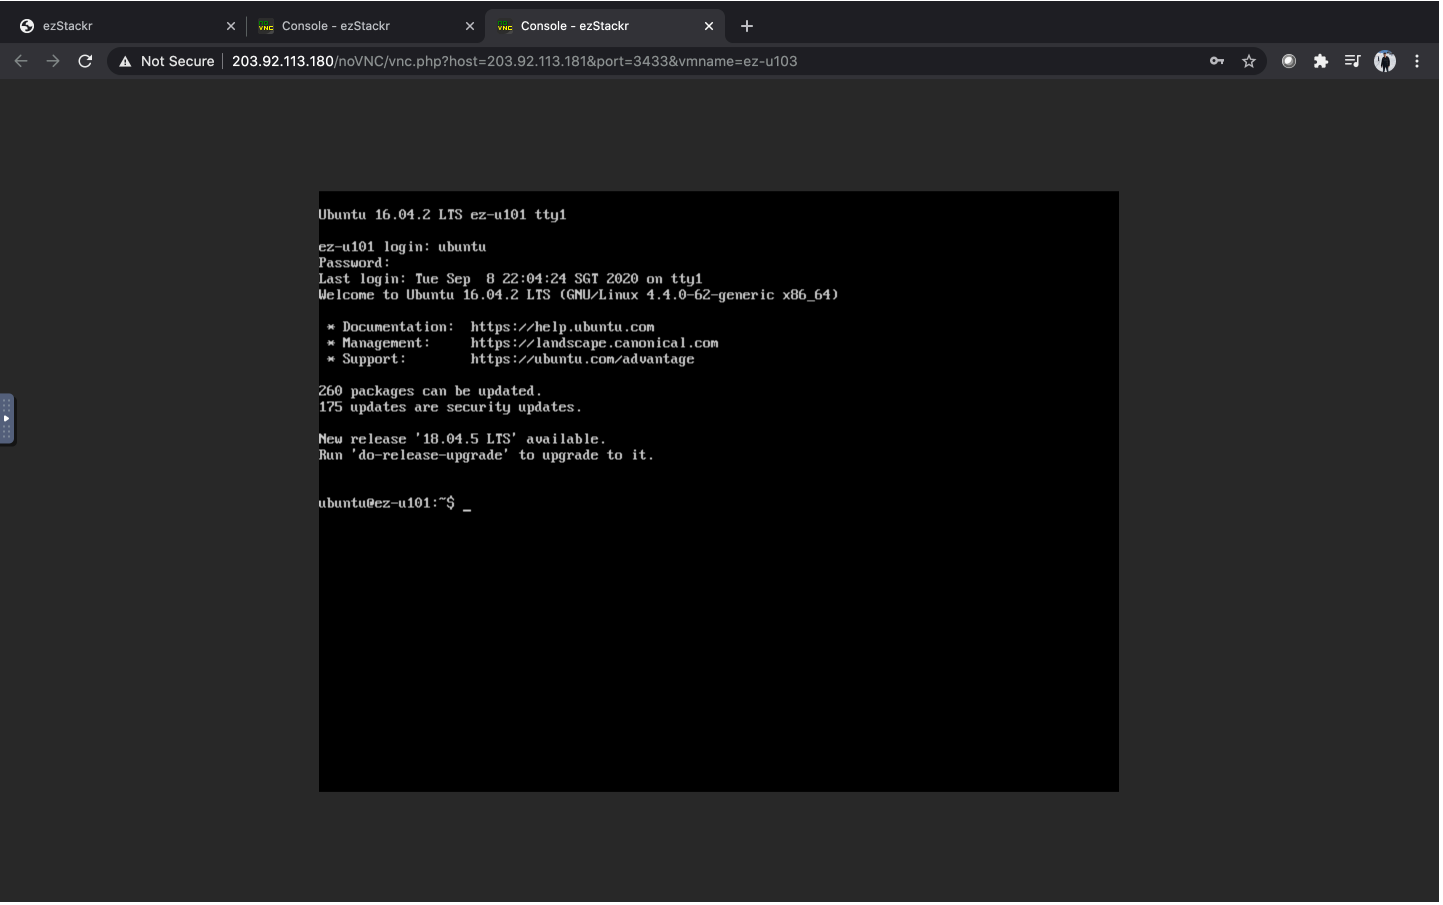 ezStackr
Console - ezStackr
Console - ezStackr
Not Secure 203.92.113.180/noVNC/vnc.php?host=203.92.113.181&port=3433&vmname=ez-u103
Ubuntu 16.04.2 LTS ez-u101 tty1
ez-u101 login: ubuntu
Password:
Last login: Tue Sep  8 22:04:24 SGT 2020 on tty1
Welcome to Ubuntu 16.04.2 LTS (GNU/Linux 4.4.0-62-generic x86_64)
* Documentation:  https://help.ubuntu.com
* Management:     https://landscape.canonical.com
* Support:        https://ubuntu.com/advantage
260 packages can be updated.
175 updates are security updates.
New release '18.04.5 LTS' available.
Run 'do-release-upgrade' to upgrade to it.
ubuntu@ez-u101:~$ _